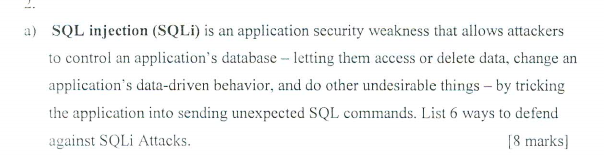 2.
a) SQL injection (SQLi) is an application security weakness that allows attackers
to control an application's database – letting them access or delete data, change an
application's data-driven behavior, and do other undesirable things – by tricking
the application into sending unexpected SQL commands. List 6 ways to defend
against SQLi Attacks. [8 marks]